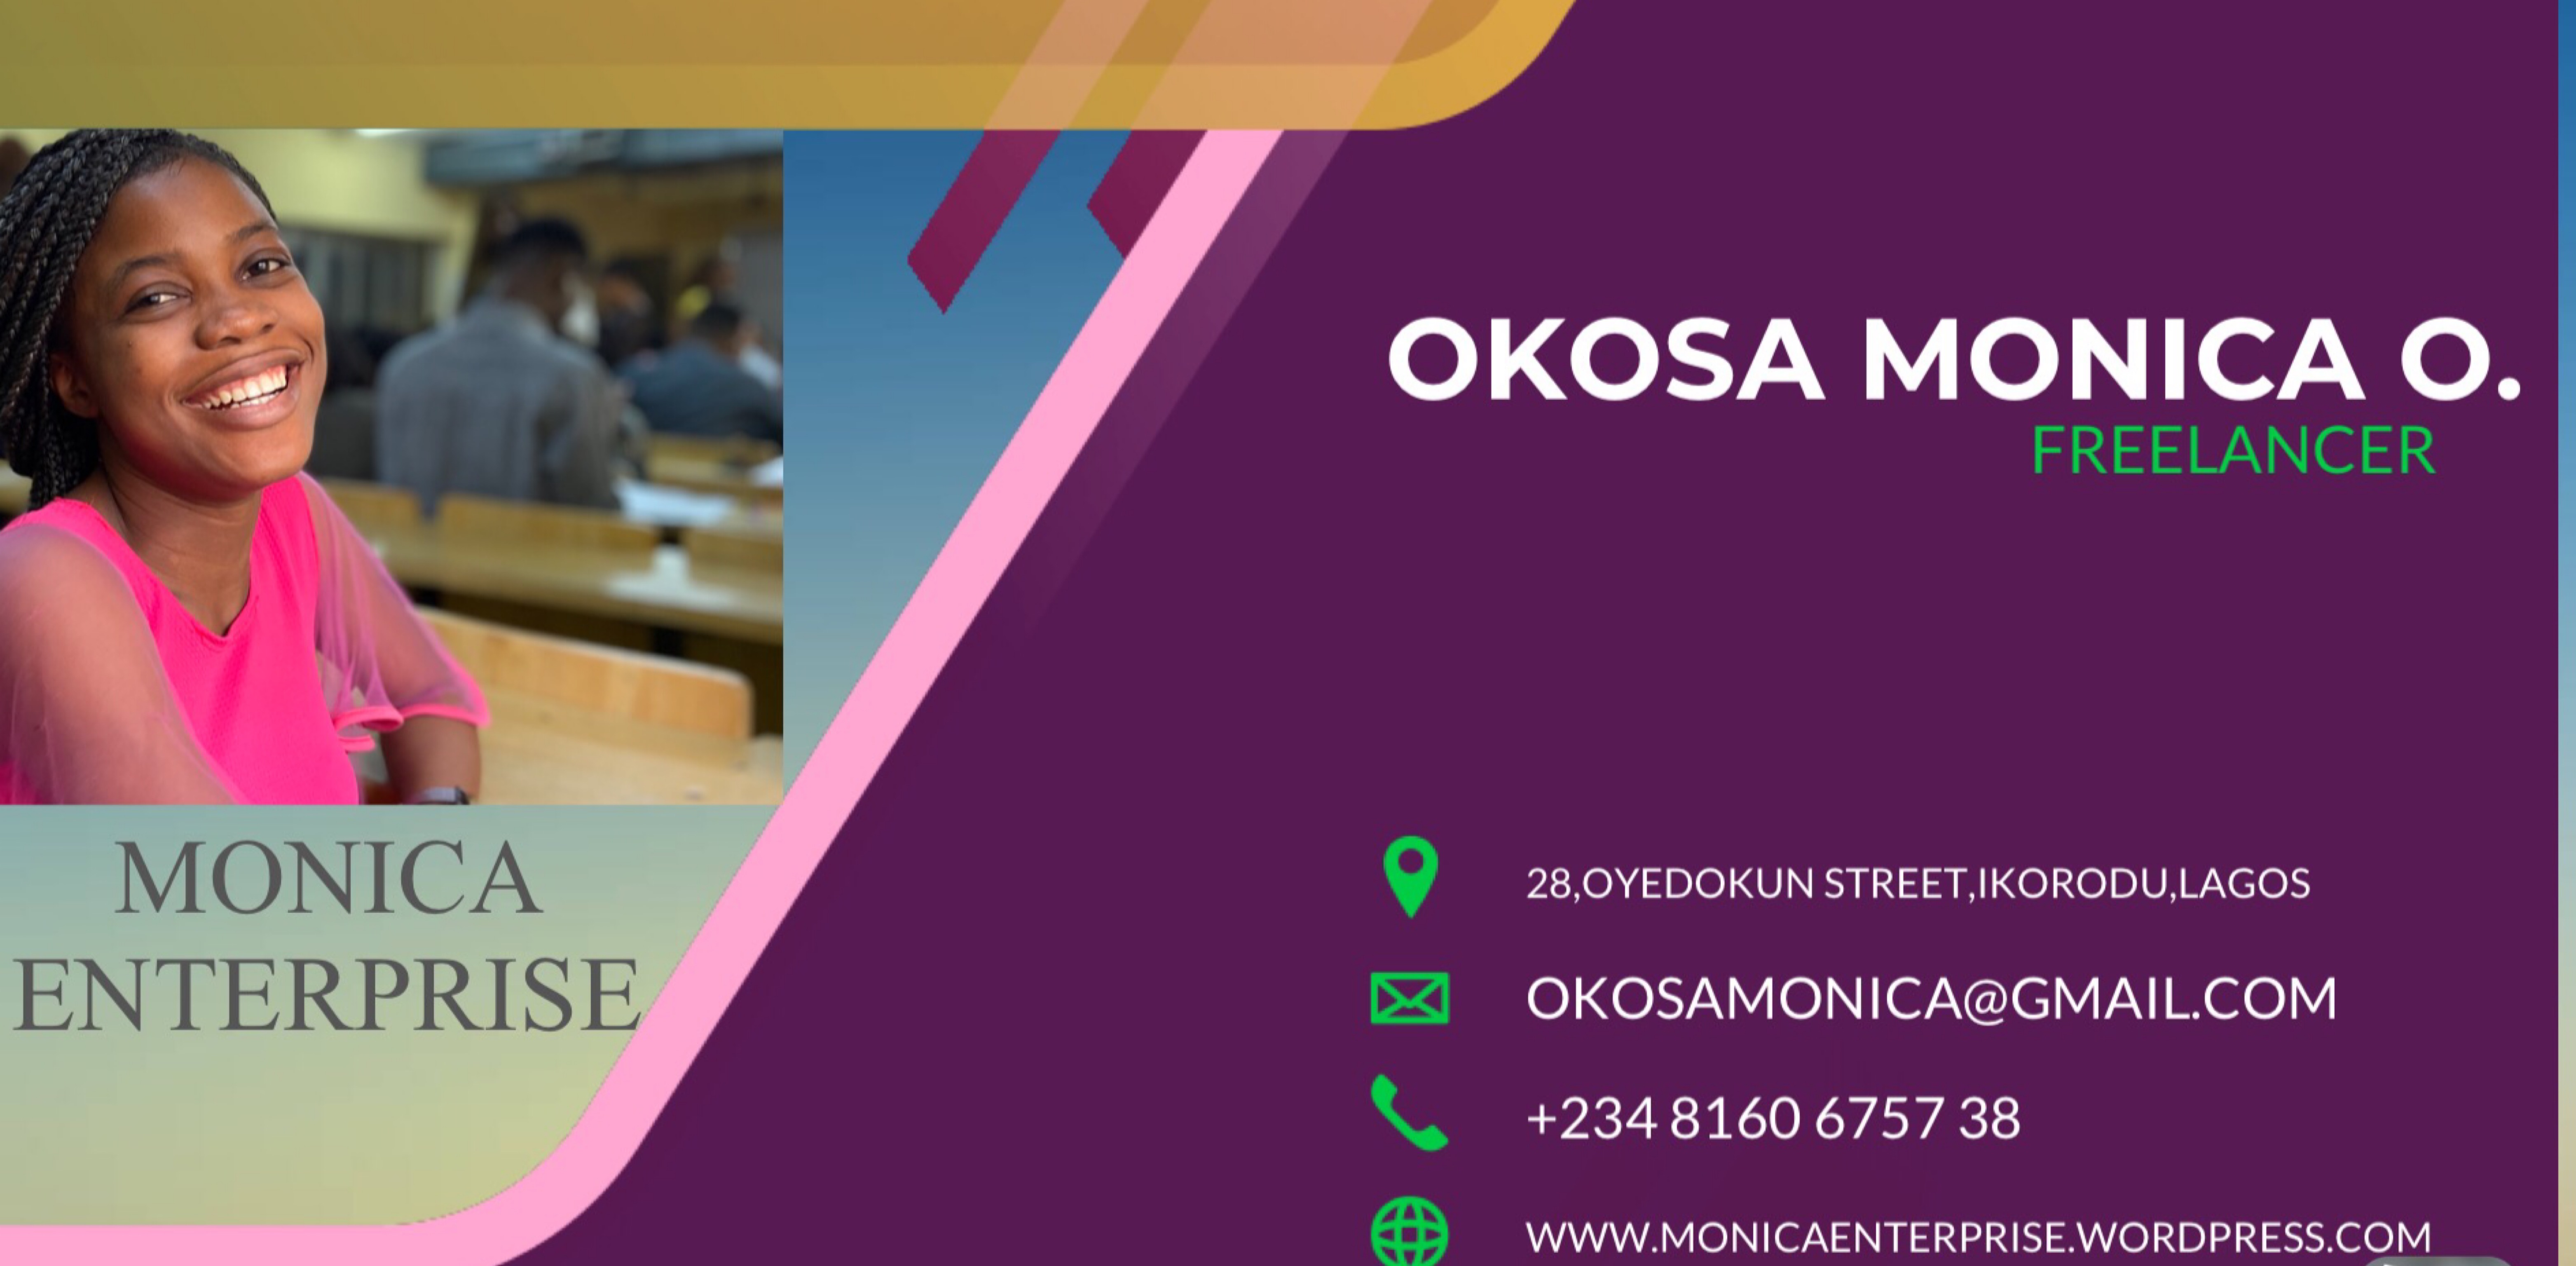 OKOSA MONICA O.
FREELANCER
MONICA
ENTERPRISE
28,OYEDOKUN STREET,IKORODU,LAGOS
OKOSAMONICA@GMAIL.COM
+234 8160 6757 38
WWW.MONICAENTERPRISE.WORDPRESS.COM